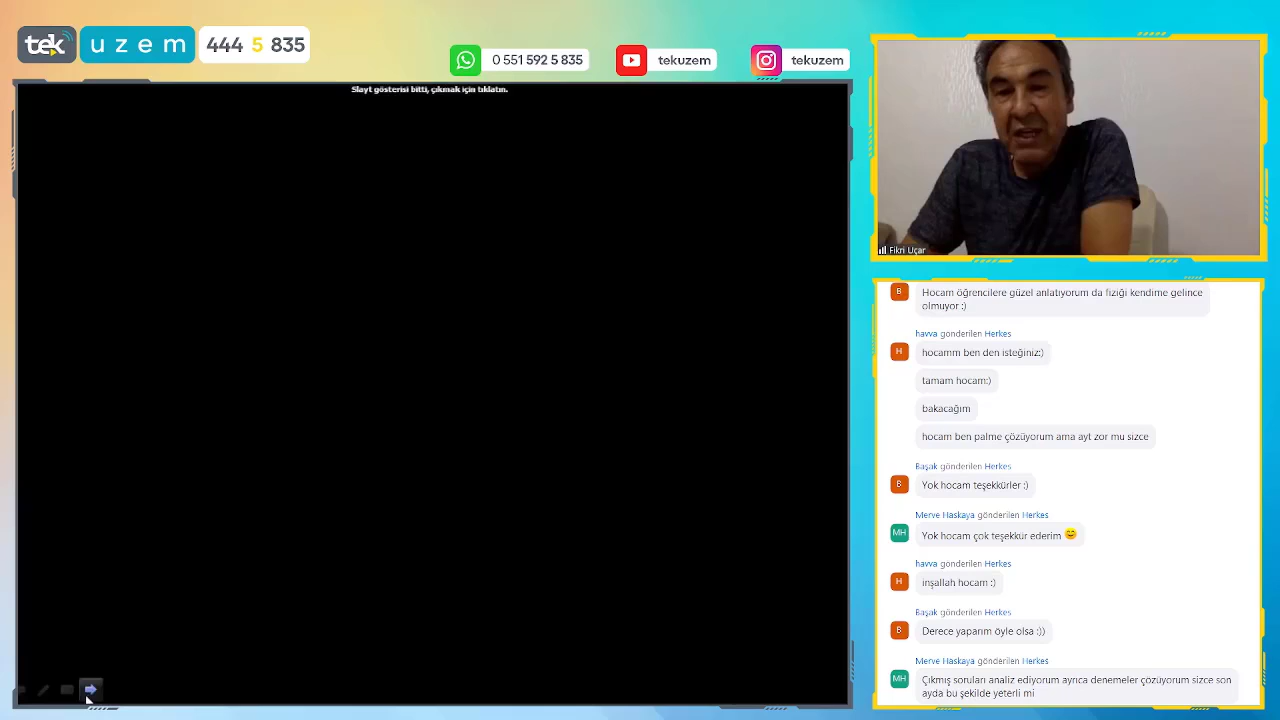 tek uzem 444 5 835
0 551 592 5 835 tekuzem tekuzem
Slayt gösterisi bitti, çıkmak için tıklatın.
Fikri Uçar
B
Hocam öğrencilere güzel anlatıyorum da fiziği kendime gelince
olmuyor :)
havva gönderilen Herkes
H
hocamm ben den isteğiniz:)
tamam hocam:)
bakacağım
hocam ben palme çözüyorum ama ayt zor mu sizce
Başak gönderilen Herkes
B
Yok hocam teşekkürler :)
Merve Haskaya gönderilen Herkes
MH
Yok hocam çok teşekkür ederim 😊
havva gönderilen Herkes
H
inşallah hocam :)
Başak gönderilen Herkes
B
Derece yaparım öyle olsa :))
Merve Haskaya gönderilen Herkes
MH
Çıkmış soruları analiz ediyorum ayrıca denemeler çözüyorum sizce son
ayda bu şekilde yeterli mi